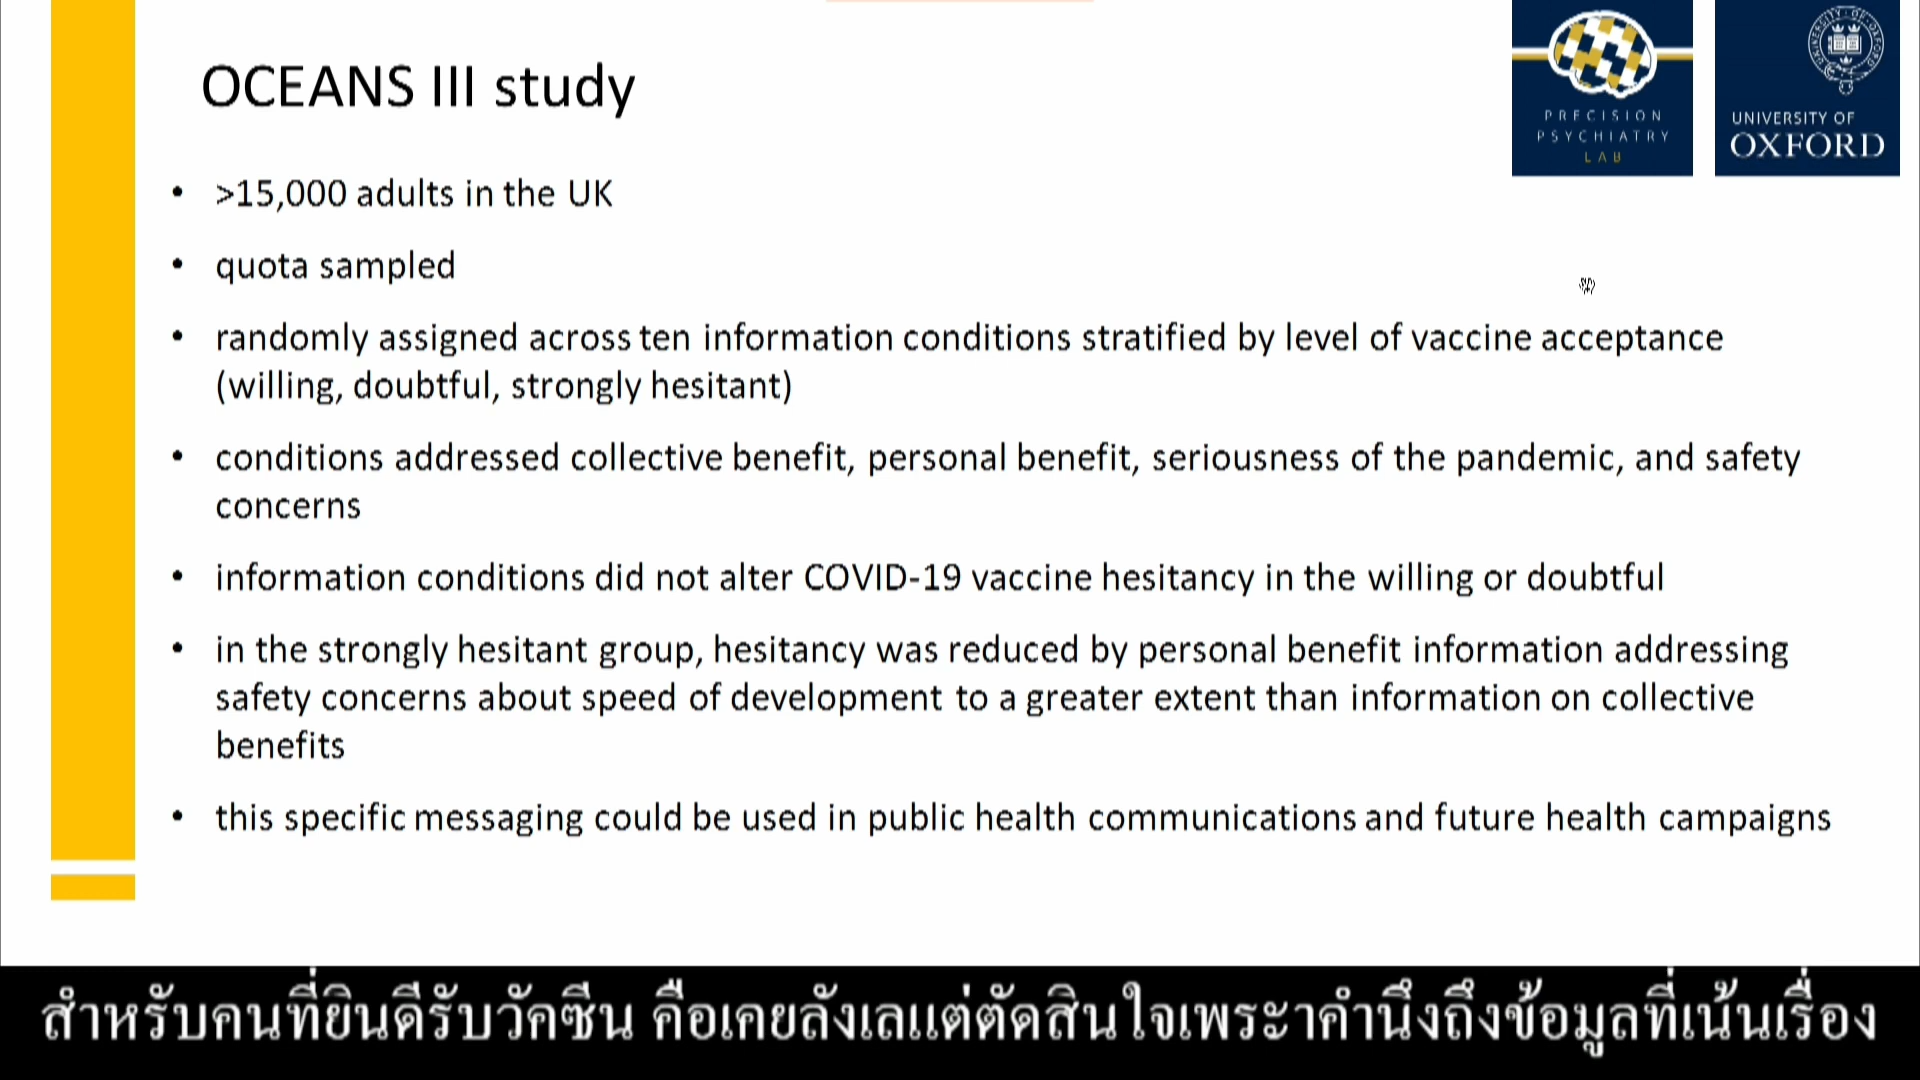 OCEANS III study
PRECISION
PSYCHIATRY
LAB
UNIVERSITY OF
OXFORD
• >15,000 adults in the UK
• quota sampled
• randomly assigned across ten information conditions stratified by level of vaccine acceptance
(willing, doubtful, strongly hesitant)
• conditions addressed collective benefit, personal benefit, seriousness of the pandemic, and safety
concerns
• information conditions did not alter COVID-19 vaccine hesitancy in the willing or doubtful
• in the strongly hesitant group, hesitancy was reduced by personal benefit information addressing
safety concerns about speed of development to a greater extent than information on collective
benefits
• this specific messaging could be used in public health communications and future health campaigns
สำหรับคนที่ยินดีรับวัคซีน คือเคยลังเลแต่ตัดสินใจเพระาคำนึงถึงข้อมูลที่เน้นเรื่อง